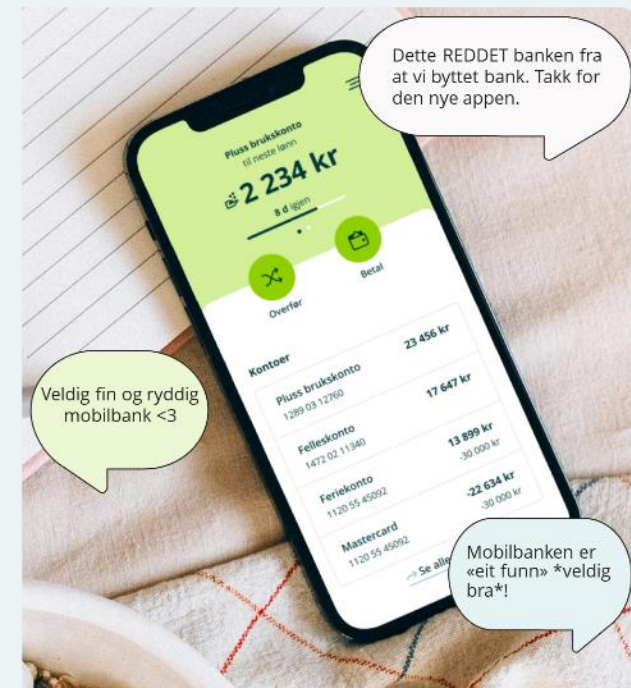 Dette REDDET banken fra
at vi byttet bank. Takk for
den nye appen.
Pluss brukskonto
til neste lønn
2 234 kr
8 d igjen
Overfør
Betal
Kontoer
Pluss brukskonto
23 456 kr
1289 03 12760
Felleskonto
17 647 kr
1472 02 11340
Feriekonto
13 899 kr
1120 55 45092
-30 000 kr
Mastercard
-22 634 kr
1120 55 45092
-30 000 kr
Se alle
Veldig fin og ryddig
mobilbank <3
Mobilbanken er
«eit funn» *veldig
bra*!